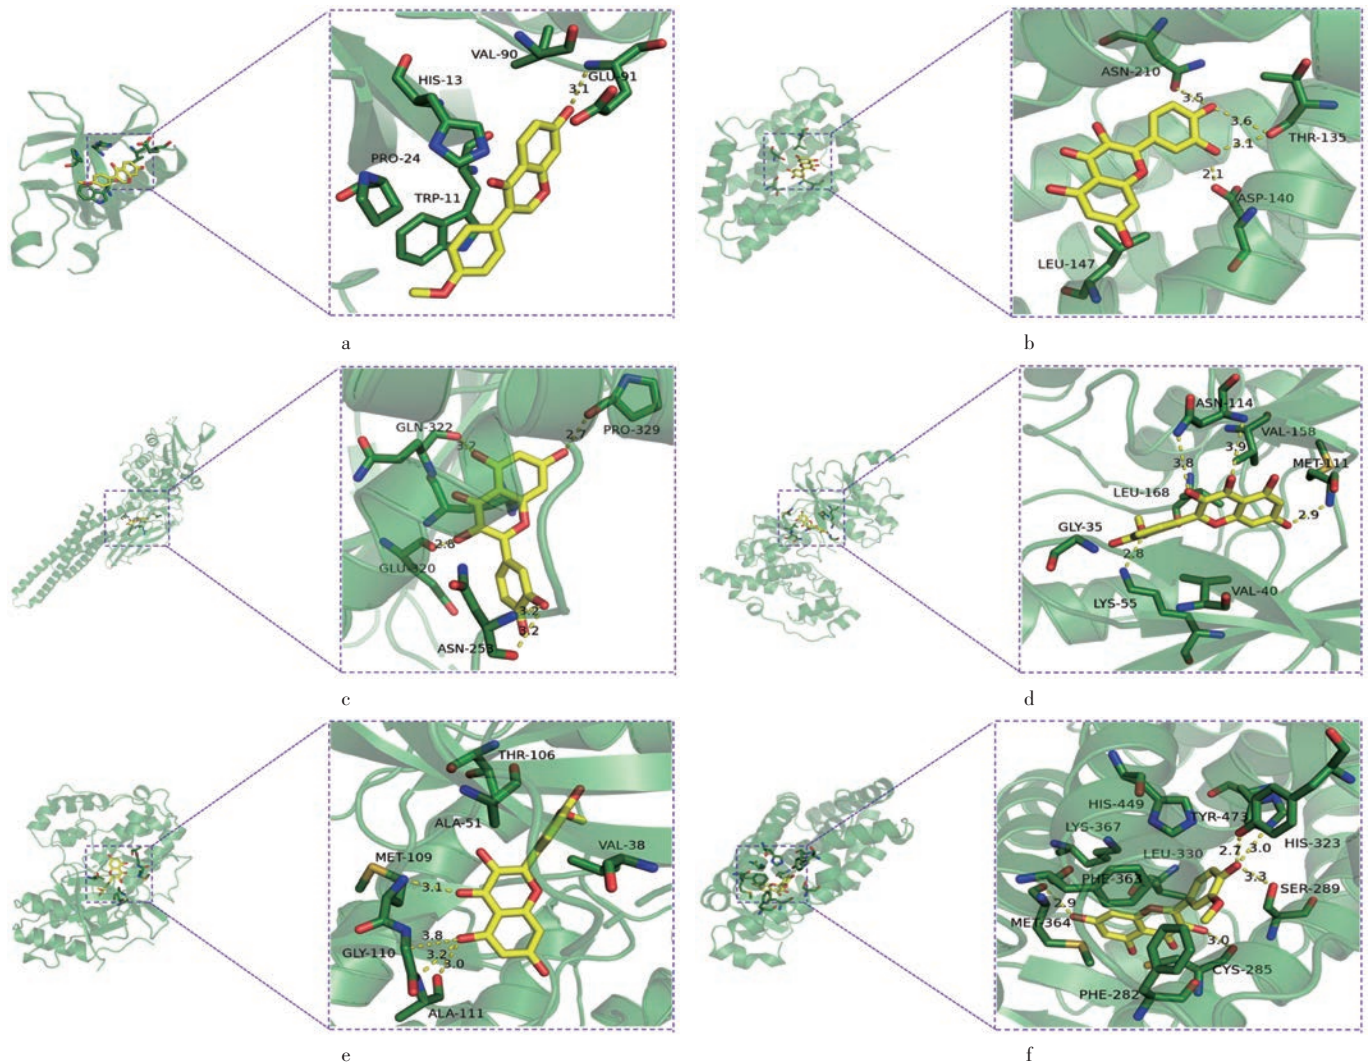 VAL-90
GLU-91
3.1
HIS-13
PRO-24
TRP-11
a
ASN-210
3.5
3.6
THR-135
3.1
2.1
ASP-140
LEU-147
b
GLN-322
3.2
2.7
PRO-329
2.8
GLU-320
3.2
3.2
ASN-253
c
ASN-114
VAL-158
3.9
MET-111
3.8
LEU-168
2.9
GLY-35
2.8
LYS-55
VAL-40
d
THR-106
ALA-51
VAL-38
MET-109
3.1
3.8
3.2
GLY-110
3.0
ALA-111
e
HIS-449
TYR-473
LYS-367
2.7
3.0
HIS-323
LEU-330
PHE-363
3.3
SER-289
2.9
MET-364
3.0
CYS-285
PHE-282
f